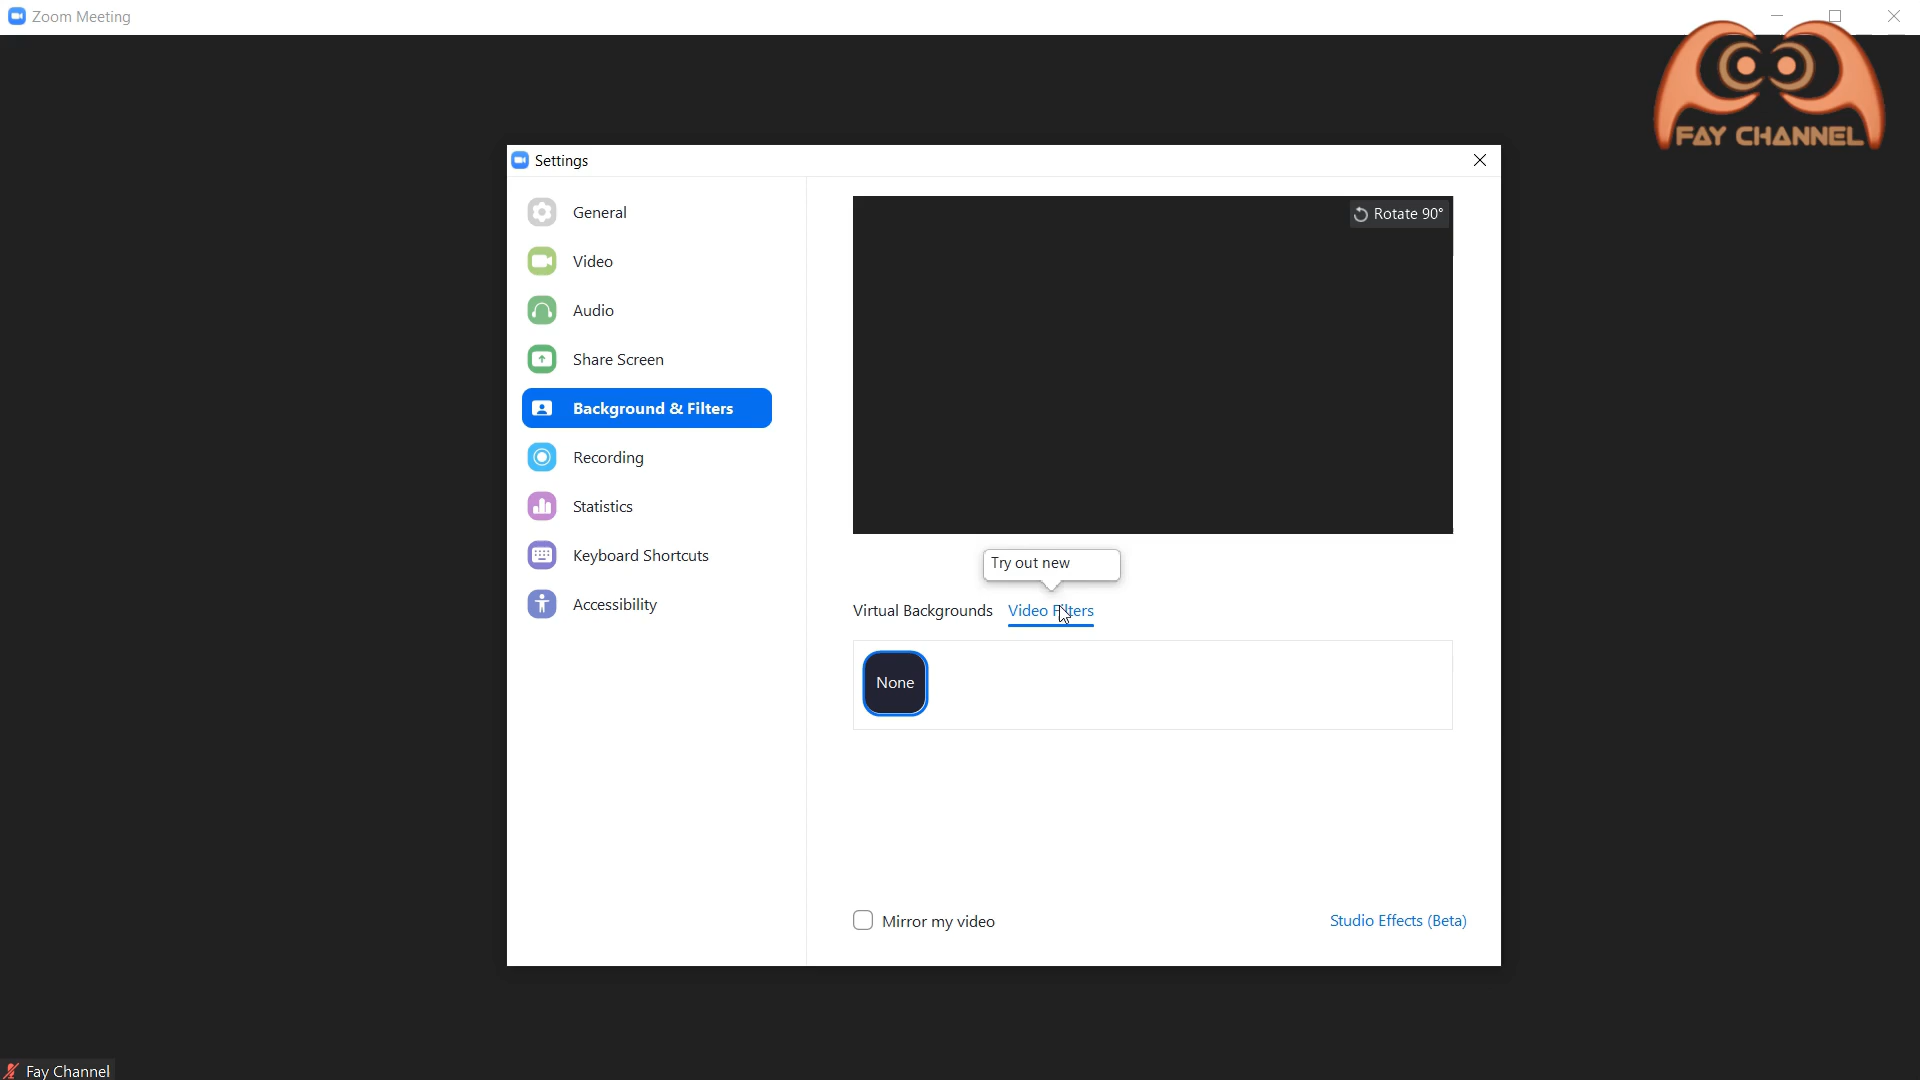 Zoom Meeting
FAY CHANNEL
Settings
General
Video
Audio
Share Screen
Background & Filters
Recording
Statistics
Keyboard Shortcuts
Accessibility
Rotate 90°
Try out new
Virtual Backgrounds
Video Filters
None
Mirror my video
Studio Effects (Beta)
Fay Channel